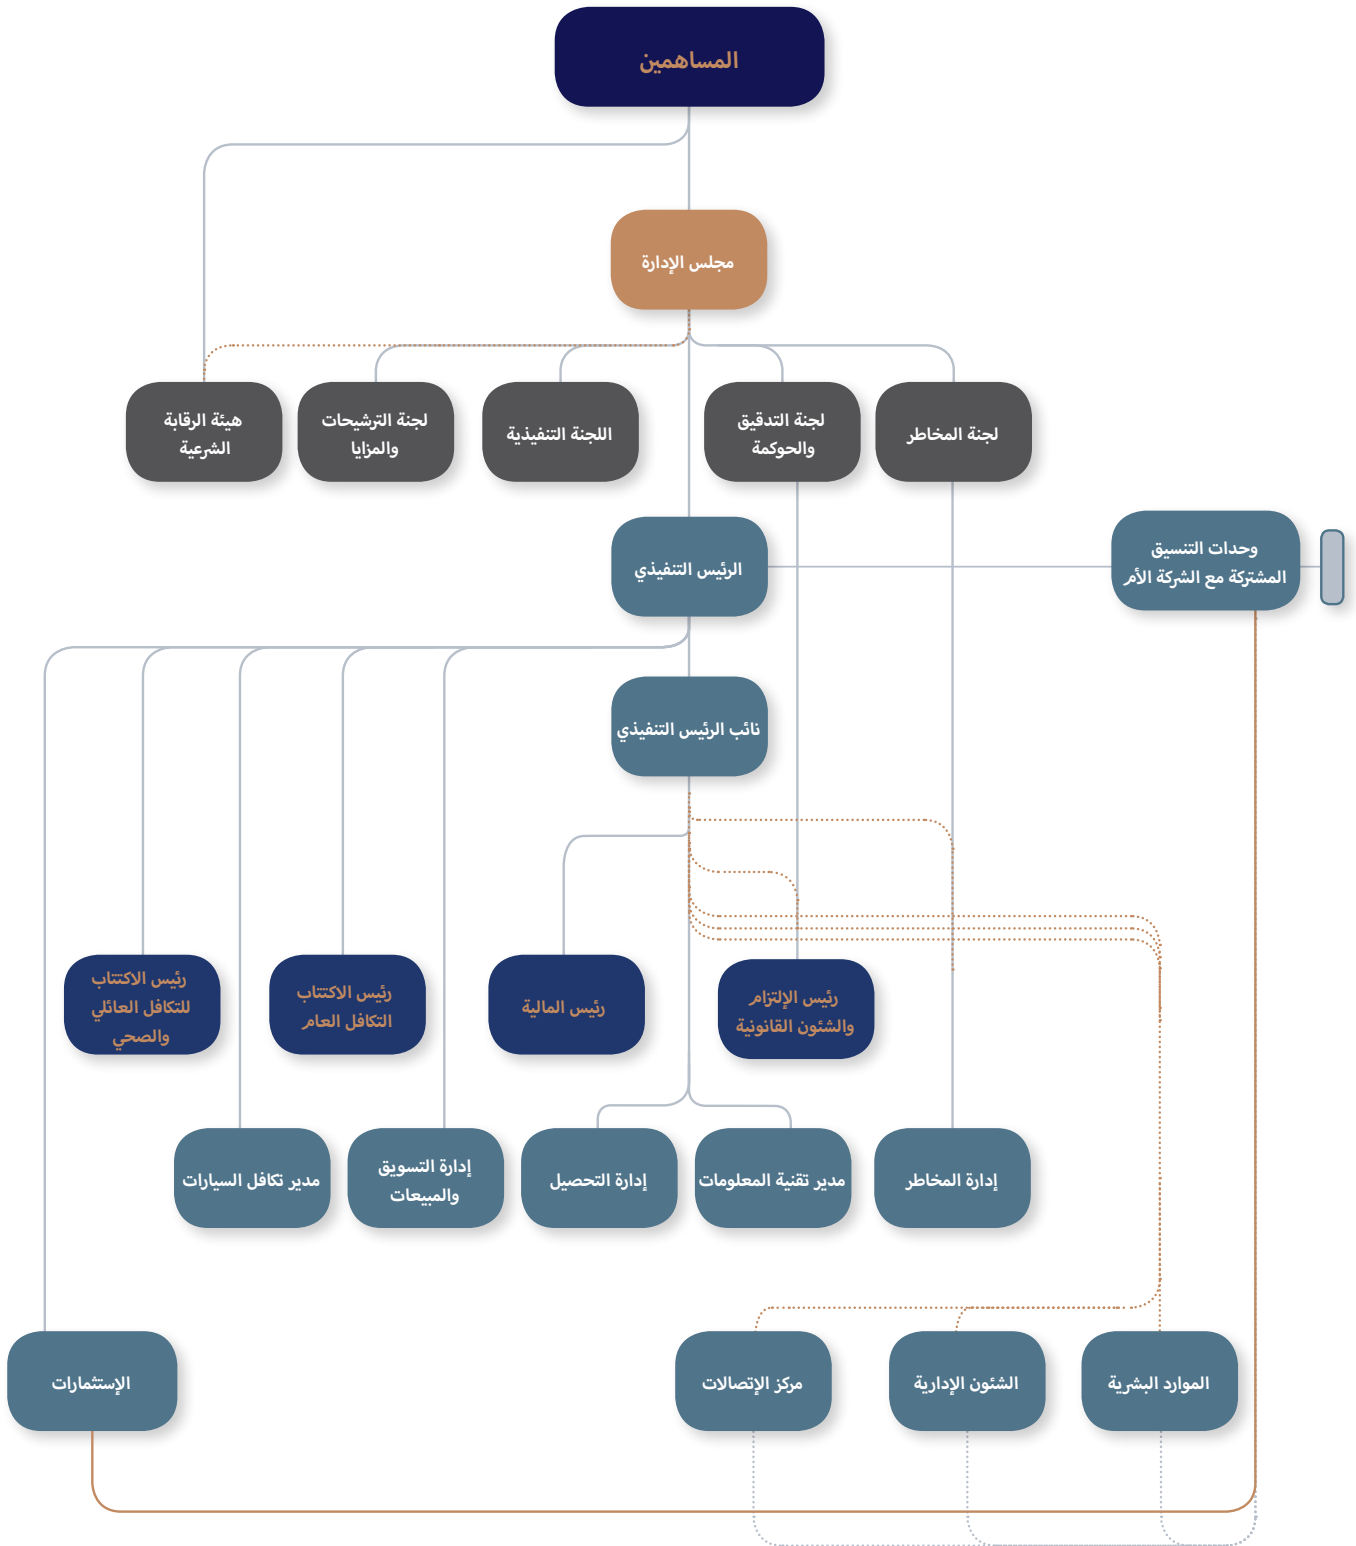 المساهمين
مجلس الإدارة
لجنة المخاطر
لجنة التدقيق
والحوكمة
اللجنة التنفيذية
لجنة الترشيحات
والمزايا
هيئة الرقابة
الشرعية
وحدات التنسيق
المشتركة مع الشركة الأم
الرئيس التنفيذي
نائب الرئيس التنفيذي
رئيس الإلتزام
والشئون القانونية
رئيس المالية
رئيس الاكتتاب
التكافل العام
رئيس الاكتتاب
للتكافل العائلي
والصحي
إدارة المخاطر
مدير تقنية المعلومات
إدارة التحصيل
إدارة التسويق
والمبيعات
مدير تكافل السيارات
الموارد البشرية
الشئون الإدارية
مركز الإتصالات
الإستثمارات